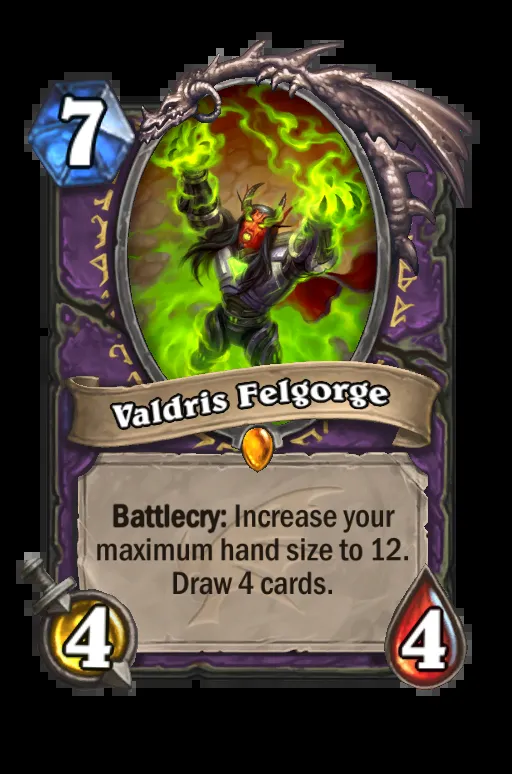 7
Valdris Felgorge
Battlecry: Increase your
maximum hand size to 12.
Draw 4 cards.
4
4